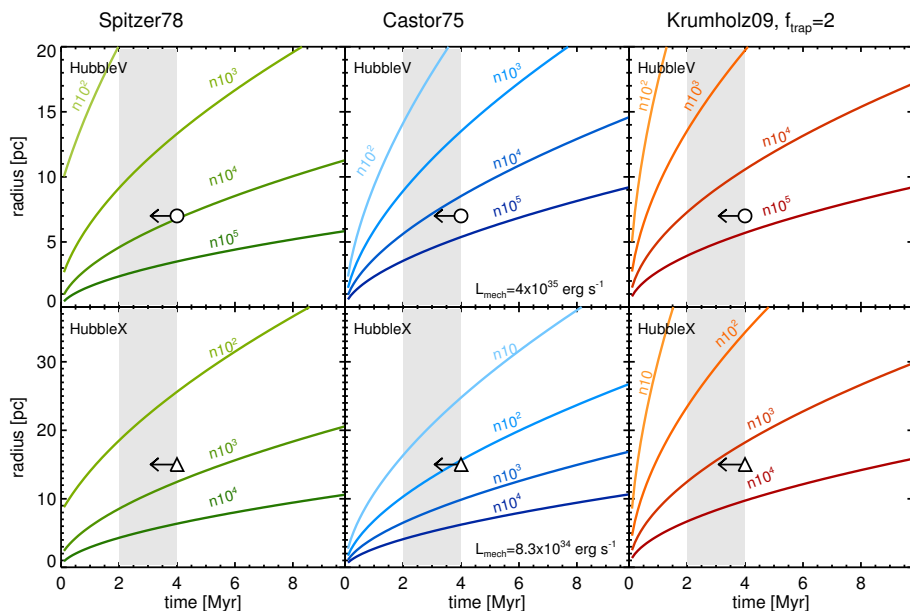 Spitzer78 Castor75 Krumholz09, f_trap=2
HubbleV
n10²
n10³
n10⁴
n10⁵
radius [pc]
20
15
10
5
0
HubbleV
n10²
n10³
n10⁴
n10⁵
L_mech=4x10³⁵ erg s⁻¹
HubbleV
n10²
n10³
n10⁴
n10⁵
HubbleX
n10²
n10³
n10⁴
radius [pc]
30
20
10
0
HubbleX
n10
n10²
n10³
n10⁴
L_mech=8.3x10³⁴ erg s⁻¹
HubbleX
n10
n10²
n10³
n10⁴
0 2 4 6 8 0 2 4 6 8 0 2 4 6 8
time [Myr] time [Myr] time [Myr]